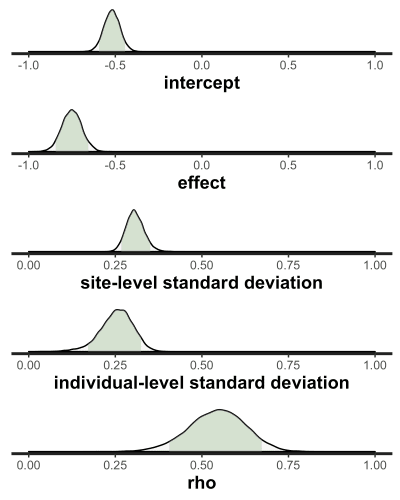 -1.0 -0.5 0.0 0.5 1.0
intercept
-1.0 -0.5 0.0 0.5 1.0
effect
0.00 0.25 0.50 0.75 1.00
site-level standard deviation
0.00 0.25 0.50 0.75 1.00
individual-level standard deviation
0.00 0.25 0.50 0.75 1.00
rho